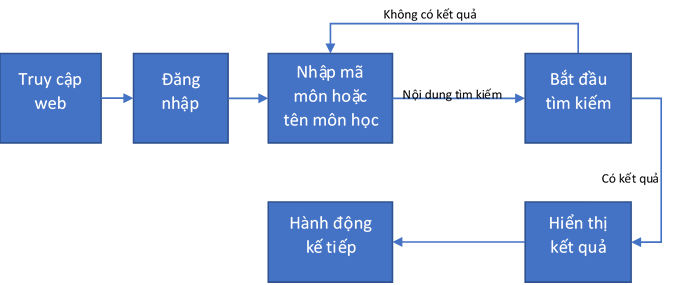 Không có kết quả
Truy cập
web
Đăng
nhập
Nhập mã
môn hoặc
tên môn học
Nội dung tìm kiếm
Bắt đầu
tìm kiếm
Có kết quả
Hành động
kế tiếp
Hiển thị
kết quả